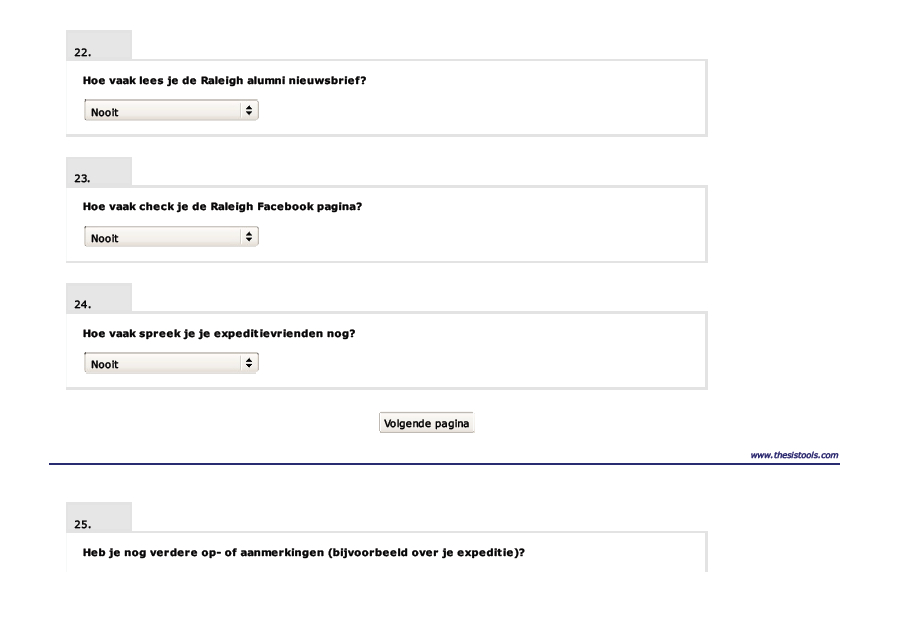 22.
Hoe vaak lees je de Raleigh alumni nieuwsbrief?
Nooit
23.
Hoe vaak check je de Raleigh Facebook pagina?
Nooit
24.
Hoe vaak spreek je je expeditievrienden nog?
Nooit
Volgende pagina
www.thesistools.com
25.
Heb je nog verdere op- of aanmerkingen (bijvoorbeeld over je expeditie)?